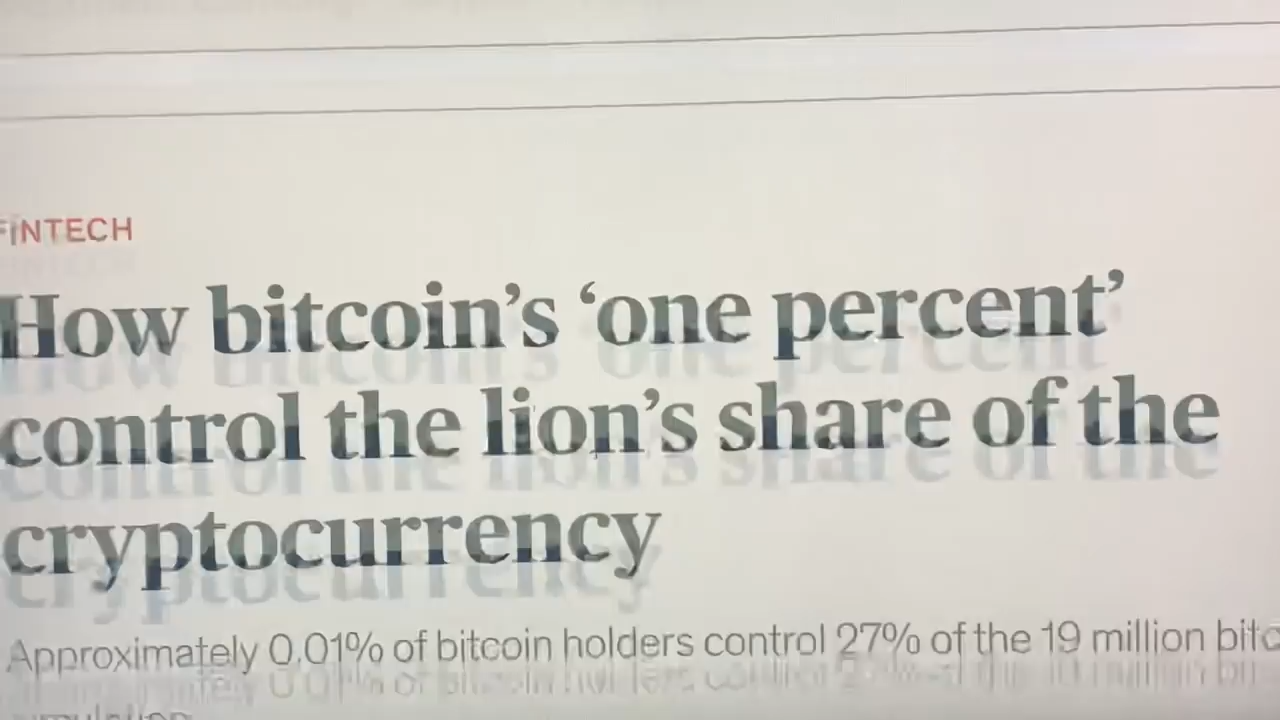 FINTECH
How bitcoin’s ‘one percent’
control the lion’s share of the
cryptocurrency
Approximately 0.01% of bitcoin holders control 27% of the 19 million bitc